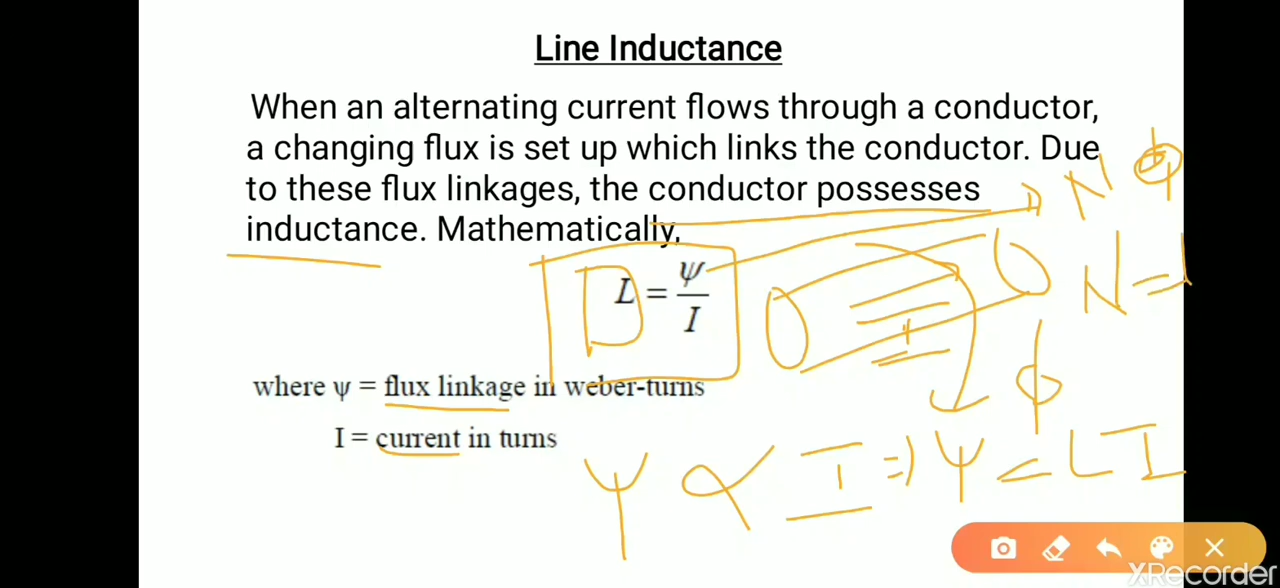 Line Inductance
When an alternating current flows through a conductor,
a changing flux is set up which links the conductor. Due
to these flux linkages, the conductor possesses
inductance. Mathematically,
L = ψ / I
where ψ = flux linkage in weber-turns
I = current in turns
N ϕ
N = 1
I
ϕ
ψ ∝ I ⇒ ψ = L I
XRecorder